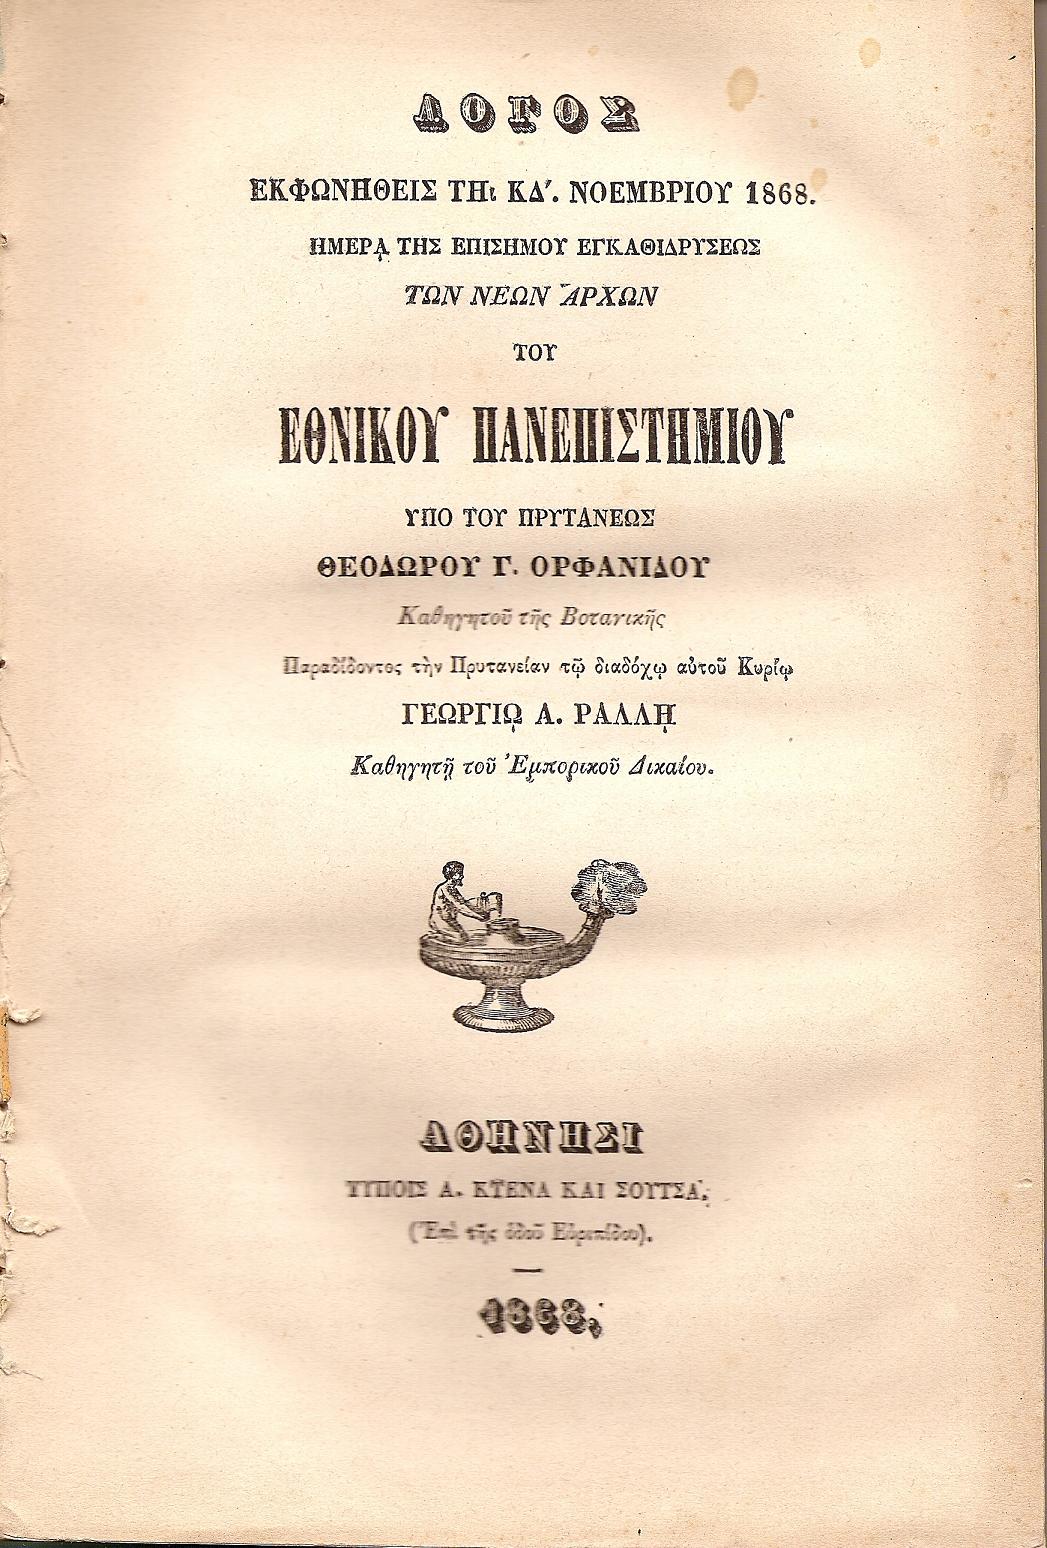 ΛΟΓΟΣ
ΕΚΦΩΝΗΘΕΙΣ ΤΗι ΚΔ΄. ΝΟΕΜΒΡΙΟΥ 1868.
ΗΜΕΡᾼ ΤΗΣ ΕΠΙΣΗΜΟΥ ΕΓΚΑΘΙΔΡΥΣΕΩΣ
ΤΩΝ ΝΕΩΝ ἈΡΧΩΝ
ΤΟΥ
ΕΘΝΙΚΟΥ ΠΑΝΕΠΙΣΤΗΜΙΟΥ
ΥΠΟ ΤΟΥ ΠΡΥΤΑΝΕΩΣ
ΘΕΟΔΩΡΟΥ Γ. ΟΡΦΑΝΙΔΟΥ
Καθηγητοῦ τῆς Βοτανικῆς
Παραδίδοντος τὴν Πρυτανείαν τῷ διαδόχῳ αὐτοῦ Κυρίῳ
ΓΕΩΡΓΙῼ Α. ΡΑΛΛῌ
Καθηγητῇ τοῦ Ἐμπορικοῦ Δικαίου.
ΑΘΗΝΗΣΙ
ΤΥΠΟΙΣ Α. ΚΤΕΝΑ ΚΑΙ ΣΟΥΤΣΑ,
(Ἐπὶ τῆς ὁδοῦ Εὐριπίδου).
1868.